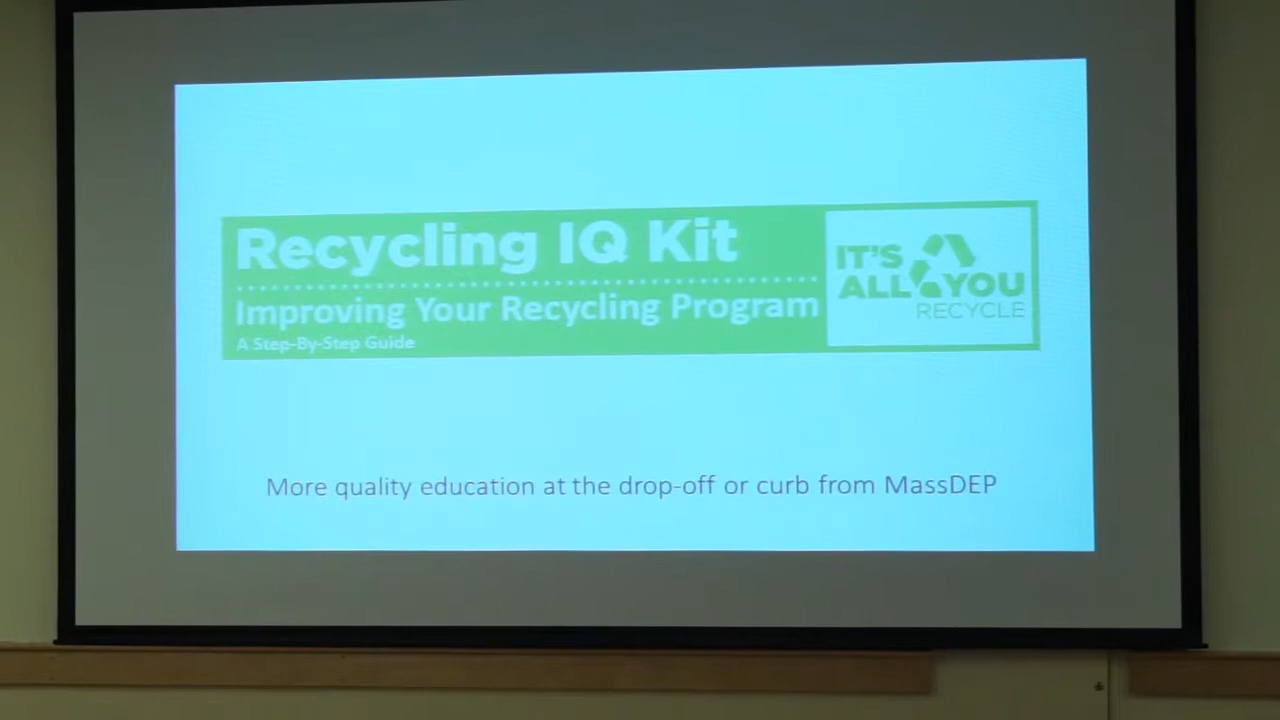 Recycling IQ Kit
Improving Your Recycling Program
A Step-By-Step Guide
IT'S
ALL YOU
RECYCLE
More quality education at the drop-off or curb from MassDEP